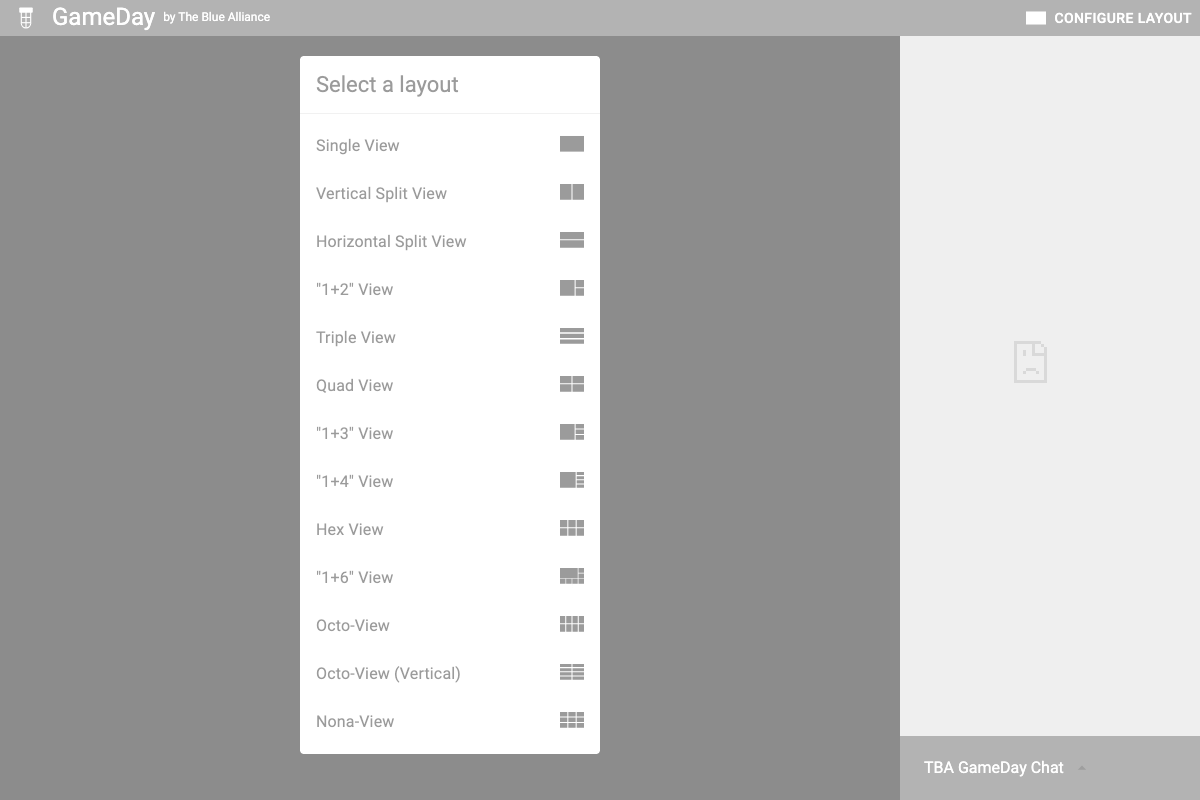 GameDay by The Blue Alliance
CONFIGURE LAYOUT
Select a layout
Single View
Vertical Split View
Horizontal Split View
"1+2" View
Triple View
Quad View
"1+3" View
"1+4" View
Hex View
"1+6" View
Octo-View
Octo-View (Vertical)
Nona-View
TBA GameDay Chat